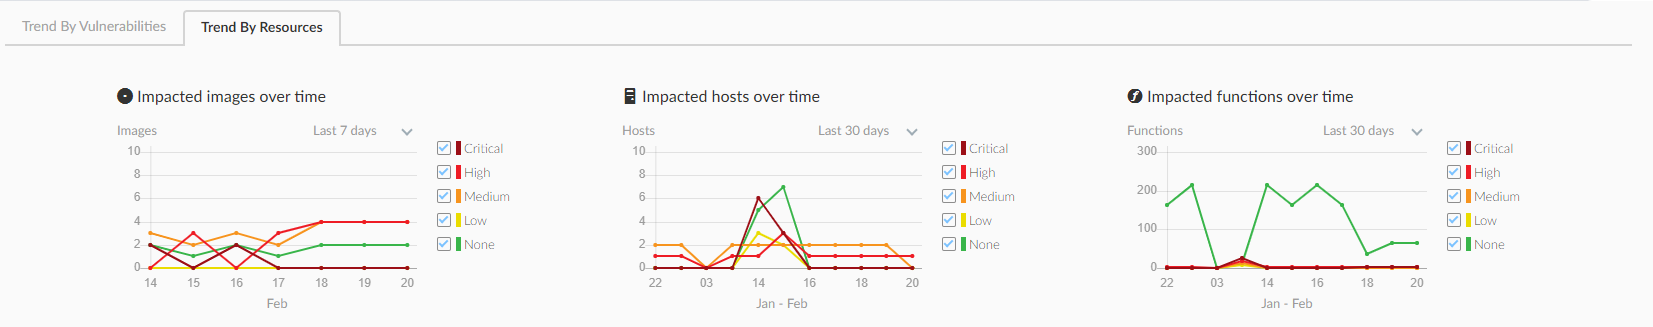 Trend By Vulnerabilities
Trend By Resources
Impacted images over time
Images
Last 7 days
10
8
6
4
2
0
14 15 16 17 18 19 20
Feb
Critical
High
Medium
Low
None
Impacted hosts over time
Hosts
Last 30 days
10
8
6
4
2
0
22 03 14 16 18 20
Jan - Feb
Critical
High
Medium
Low
None
Impacted functions over time
Functions
Last 30 days
300
200
100
0
22 03 14 16 18 20
Jan - Feb
Critical
High
Medium
Low
None